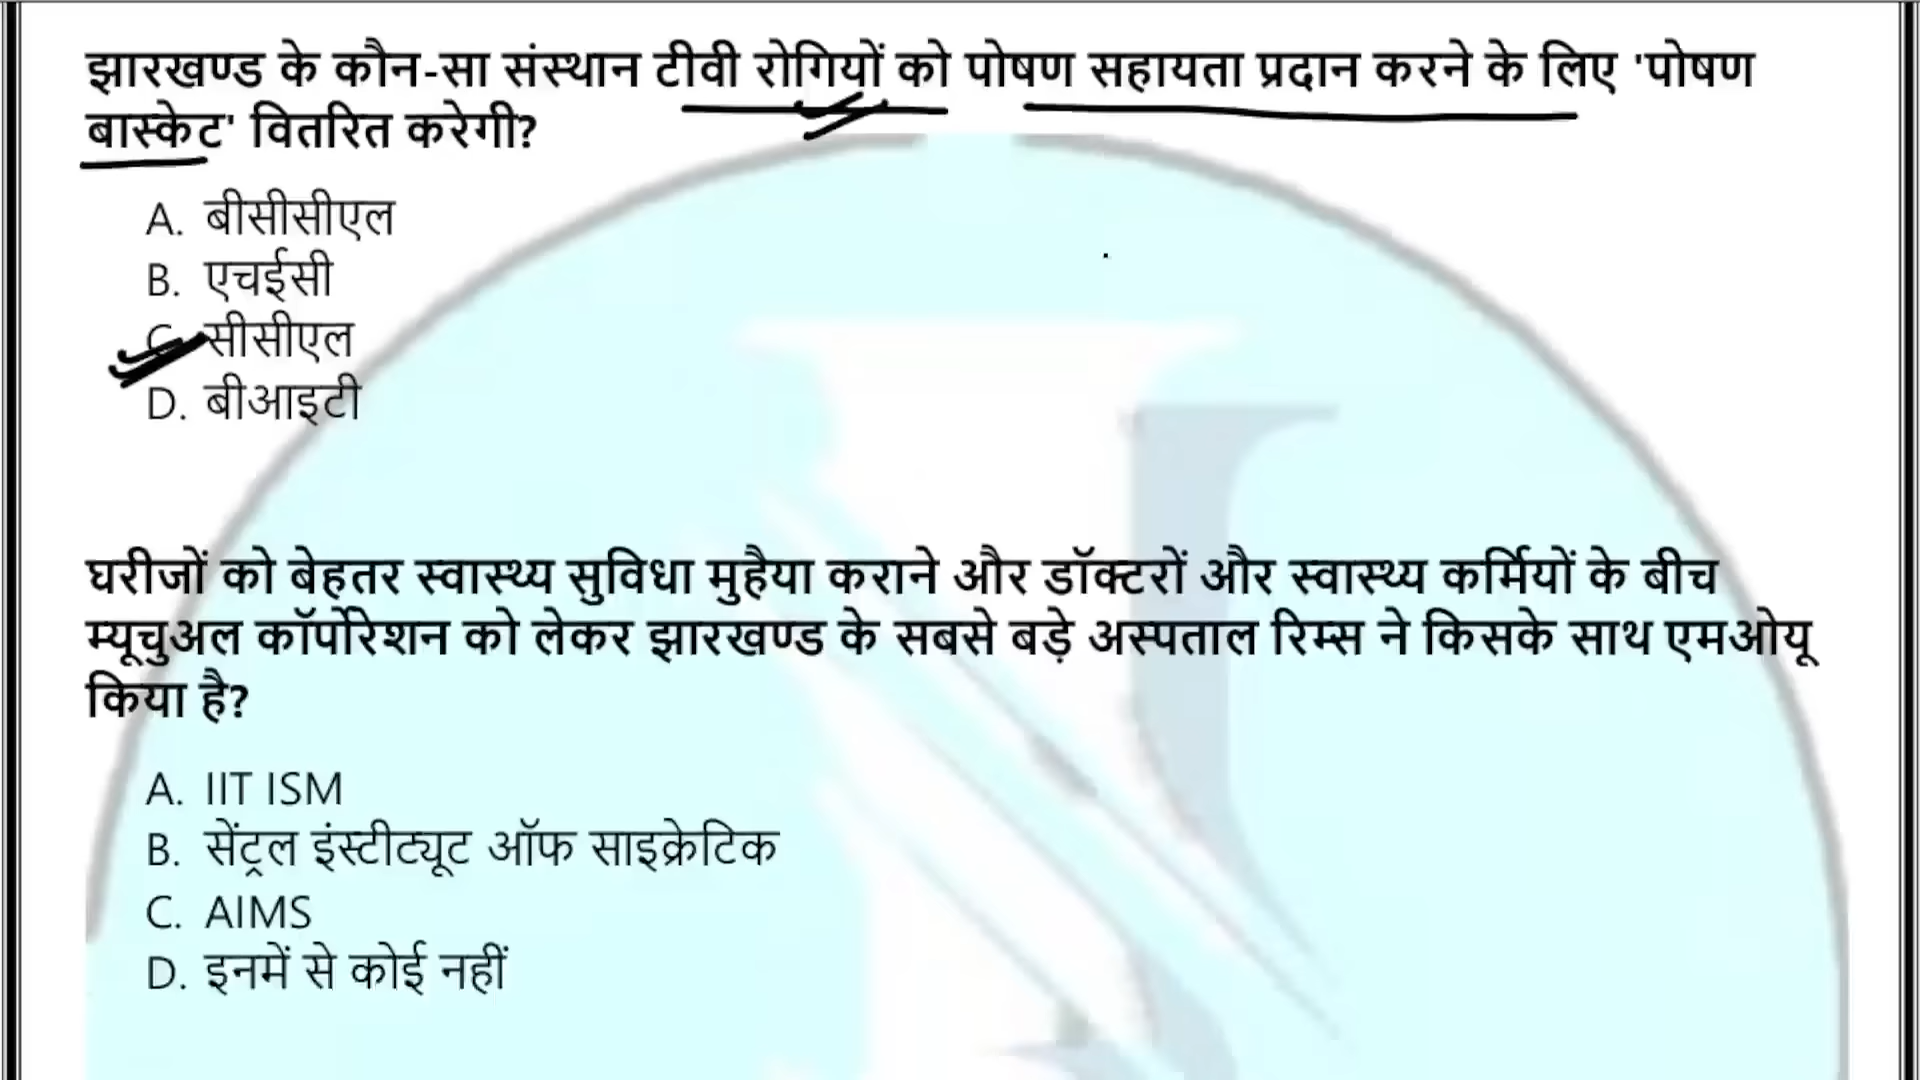 झारखण्ड के कौन-सा संस्थान टीवी रोगियों को पोषण सहायता प्रदान करने के लिए 'पोषण
बास्केट' वितरित करेगी?
A. बीसीसीएल
B. एचईसी
C. सीसीएल
D. बीआइटी
घरीजों को बेहतर स्वास्थ्य सुविधा मुहैया कराने और डॉक्टरों और स्वास्थ्य कर्मियों के बीच
म्यूचुअल कॉर्पोरेशन को लेकर झारखण्ड के सबसे बड़े अस्पताल रिम्स ने किसके साथ एमओयू
किया है?
A. IIT ISM
B. सेंट्रल इंस्टीट्यूट ऑफ साइक्रेटिक
C. AIMS
D. इनमें से कोई नहीं